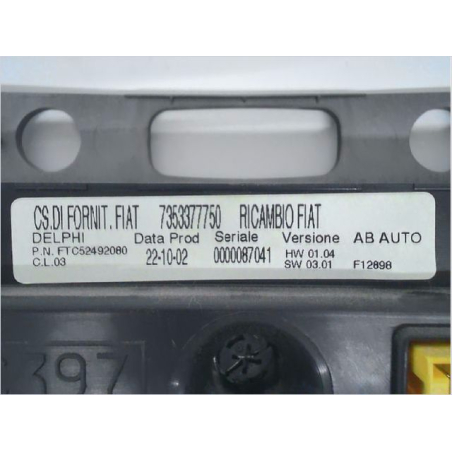 CS.DI FORNIT. FIAT 7353377750 RICAMBIO FIAT
DELPHI Data Prod Seriale Versione AB AUTO
P.N. FTC52492080 22-10-02 0000087041 HW 01.04
C.L.03 SW 03.01 F12898
397